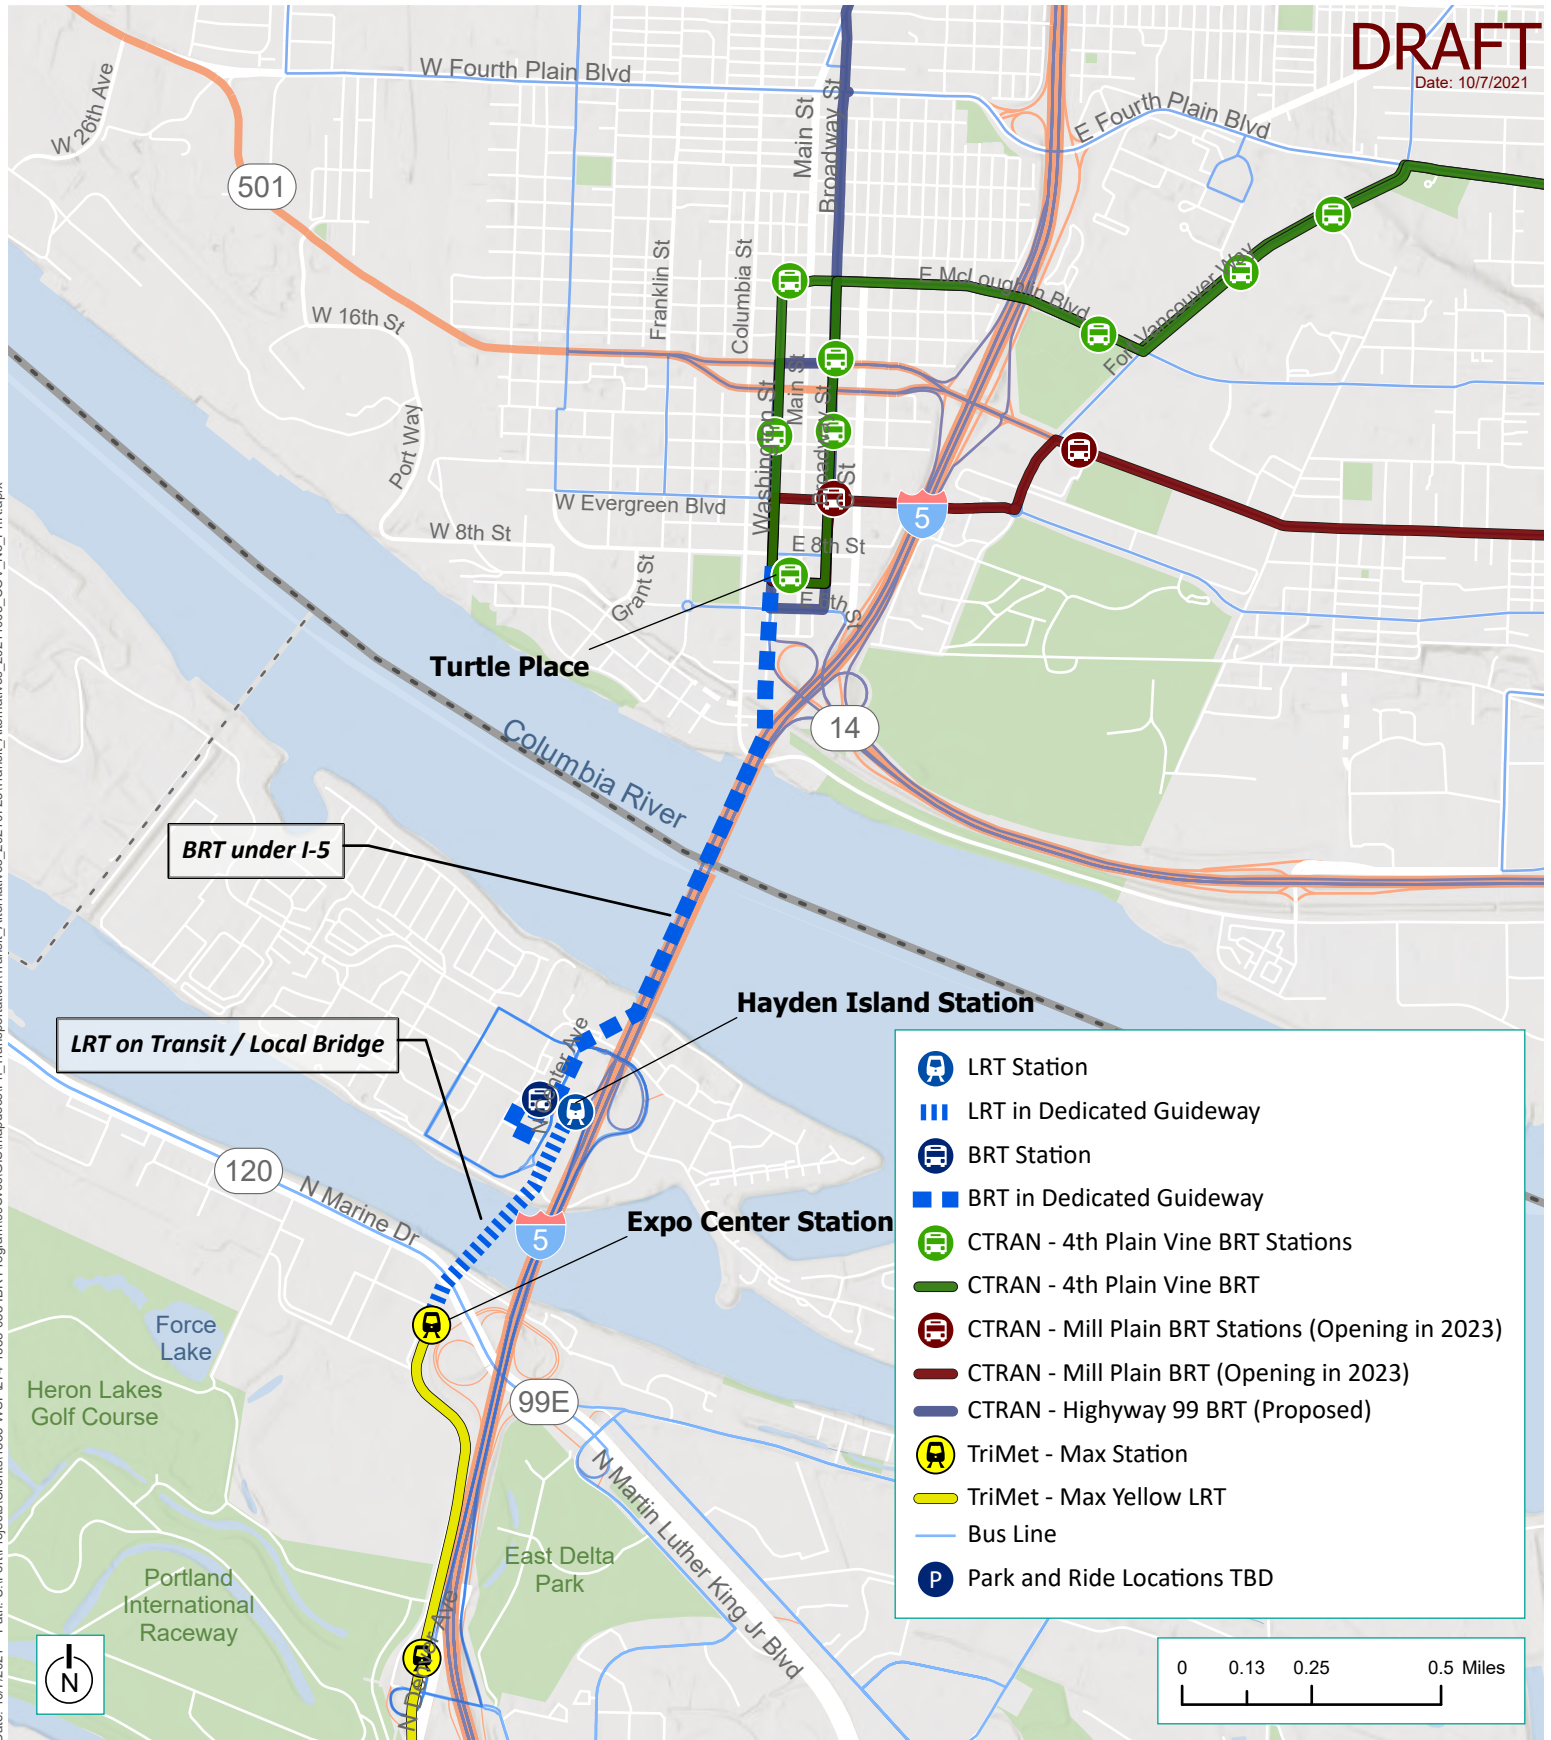 DRAFT
Date: 10/7/2021
W Fourth Plain Blvd
W 26th Ave
Main St
Broadway St
E Fourth Plain Blvd
501
Franklin St
Columbia St
E McLoughlin Blvd
Fort Vancouver Way
W 16th St
Main St
Washington St
Broadway St
C St
Port Way
W Evergreen Blvd
5
W 8th St
E 8th St
Grant St
Turtle Place
14
Columbia River
BRT under I-5
Hayden Island Station
LRT on Transit / Local Bridge
N Center Ave
120
N Marine Dr
Expo Center Station
5
Force
Lake
Heron Lakes
Golf Course
99E
N Martin Luther King Jr Blvd
East Delta
Park
Portland
International
Raceway
N Denver Ave
N
LRT Station
LRT in Dedicated Guideway
BRT Station
BRT in Dedicated Guideway
CTRAN - 4th Plain Vine BRT Stations
CTRAN - 4th Plain Vine BRT
CTRAN - Mill Plain BRT Stations (Opening in 2023)
CTRAN - Mill Plain BRT (Opening in 2023)
CTRAN - Highyway 99 BRT (Proposed)
TriMet - Max Station
TriMet - Max Yellow LRT
Bus Line
P Park and Ride Locations TBD
0 0.13 0.25 0.5 Miles